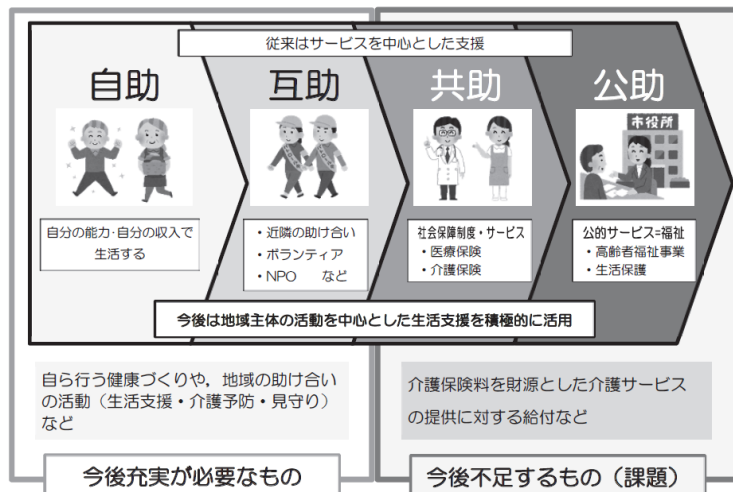 従来はサービスを中心とした支援
自助
互助
共助
公助
市役所
自分の能力・自分の収入で
生活する
・近隣の助け合い
・ボランティア
・NPO　など
社会保障制度・サービス
・医療保険
・介護保険
公的サービス=福祉
・高齢者福祉事業
・生活保護
今後は地域主体の活動を中心とした生活支援を積極的に活用
自ら行う健康づくりや，地域の助け合い
の活動（生活支援・介護予防・見守り）
など
介護保険料を財源とした介護サービス
の提供に対する給付など
今後充実が必要なもの
今後不足するもの（課題）